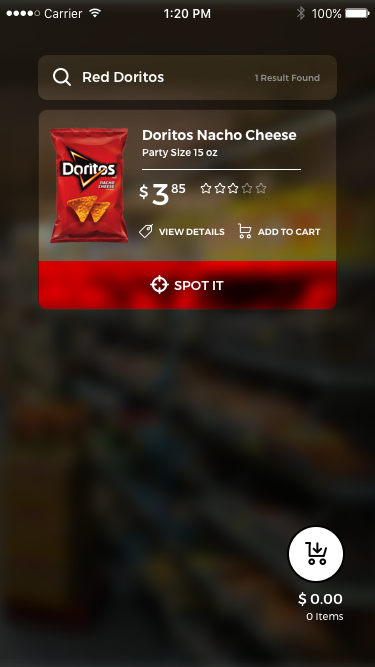 Carrier 1:20 PM 100%
Red Doritos 1 Result Found
Doritos Nacho Cheese
Party Size 15 oz
Doritos
NACHO
CHEESE
$ 3 85
VIEW DETAILS ADD TO CART
SPOT IT
$ 0.00
0 Items